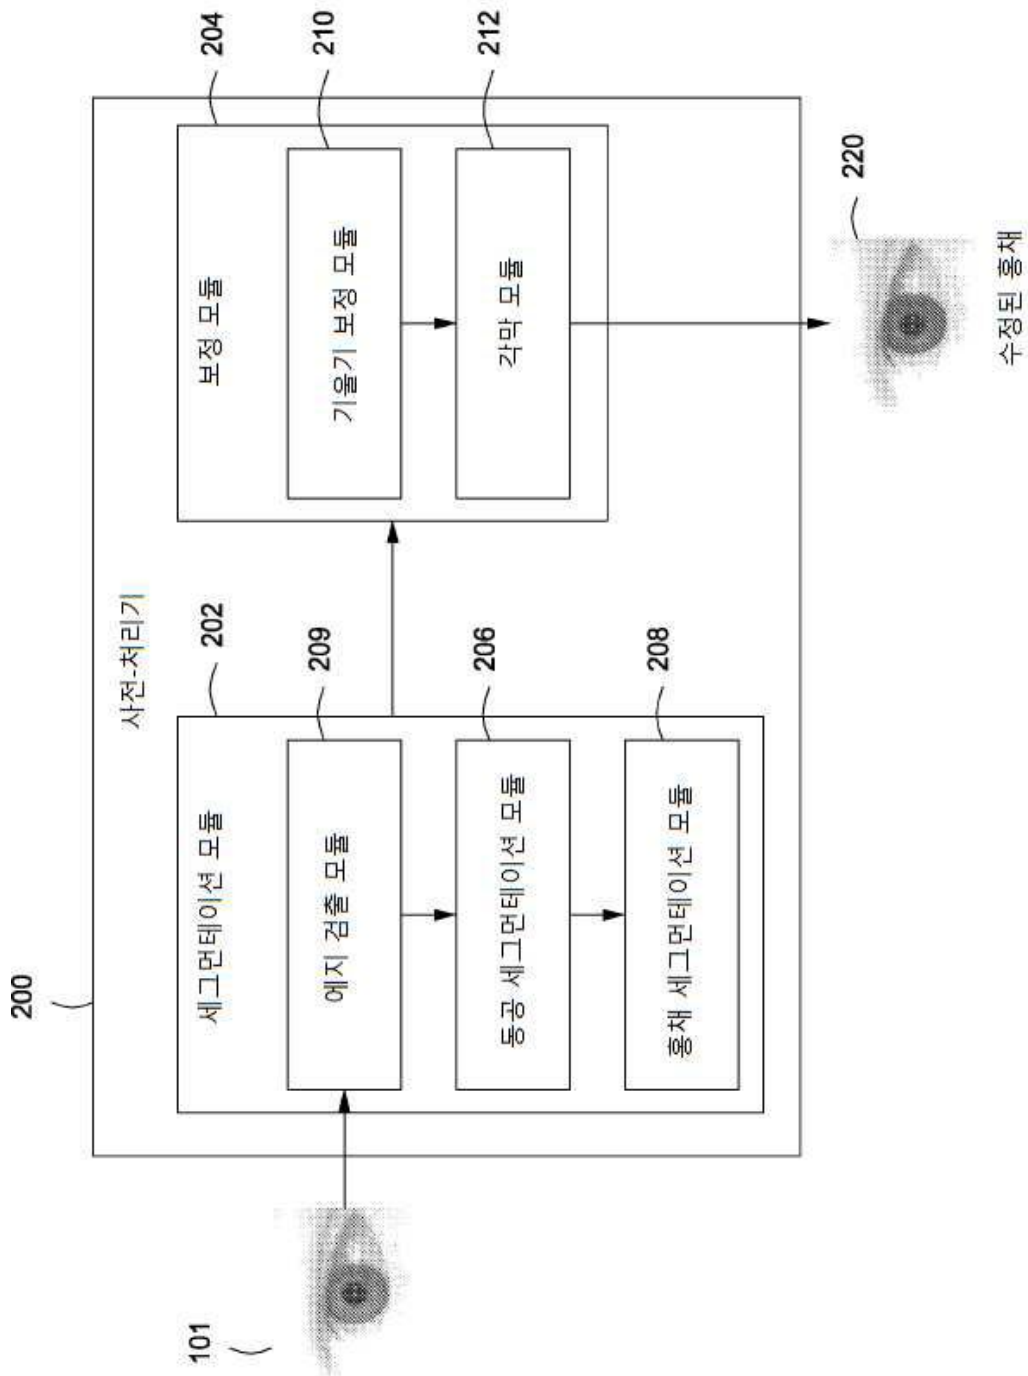 200
사전-처리기
202
세그먼테이션 모듈
209
에지 검출 모듈
206
동공 세그먼테이션 모듈
208
홍채 세그먼테이션 모듈
204
보정 모듈
210
기울기 보정 모듈
212
각막 모듈
101
220
수정된 홍채